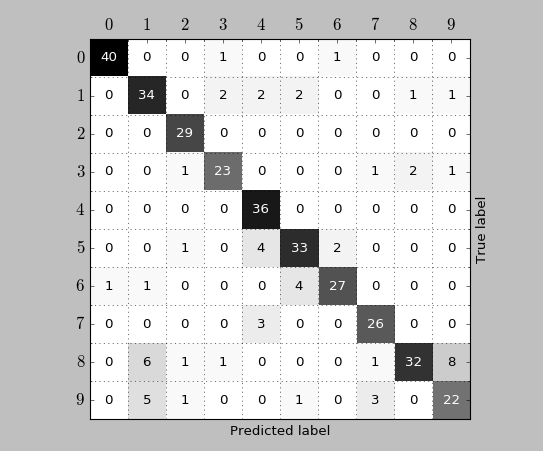 0 1 2 3 4 5 6 7 8 9
0 40 0 0 1 0 0 1 0 0 0
1 0 34 0 2 2 2 0 0 1 1
2 0 0 29 0 0 0 0 0 0 0
3 0 0 1 23 0 0 0 1 2 1
4 0 0 0 0 36 0 0 0 0 0
5 0 0 1 0 4 33 2 0 0 0
6 1 1 0 0 0 4 27 0 0 0
7 0 0 0 0 3 0 0 26 0 0
8 0 6 1 1 0 0 0 1 32 8
9 0 5 1 0 0 1 0 3 0 22
True label
Predicted label